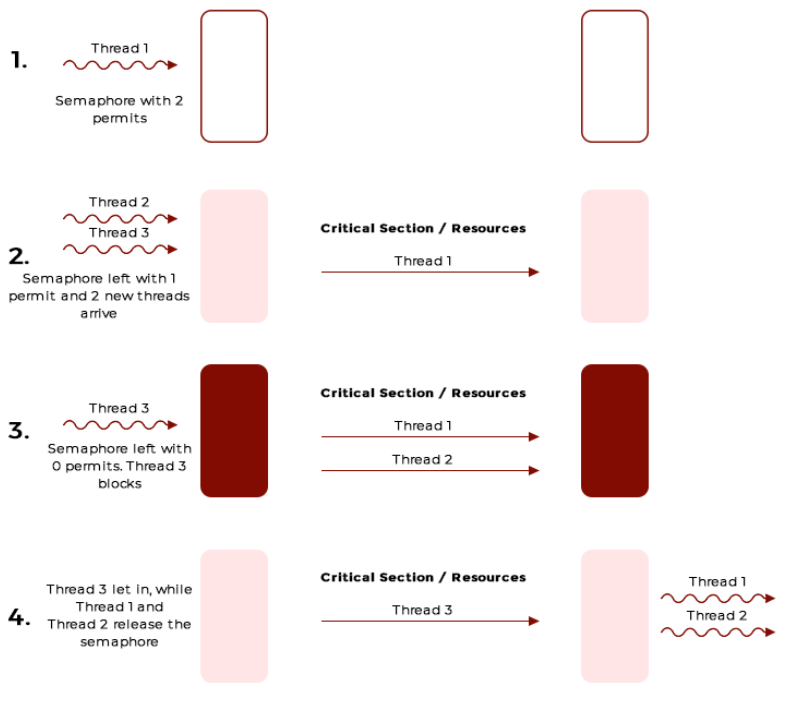 1.
Thread 1
Semaphore with 2
permits
2.
Thread 2
Thread 3
Semaphore left with 1
permit and 2 new threads
arrive
Critical Section / Resources
Thread 1
3.
Thread 3
Semaphore left with
0 permits. Thread 3
blocks
Critical Section / Resources
Thread 1
Thread 2
4.
Thread 3 let in, while
Thread 1 and
Thread 2 release the
semaphore
Critical Section / Resources
Thread 3
Thread 1
Thread 2